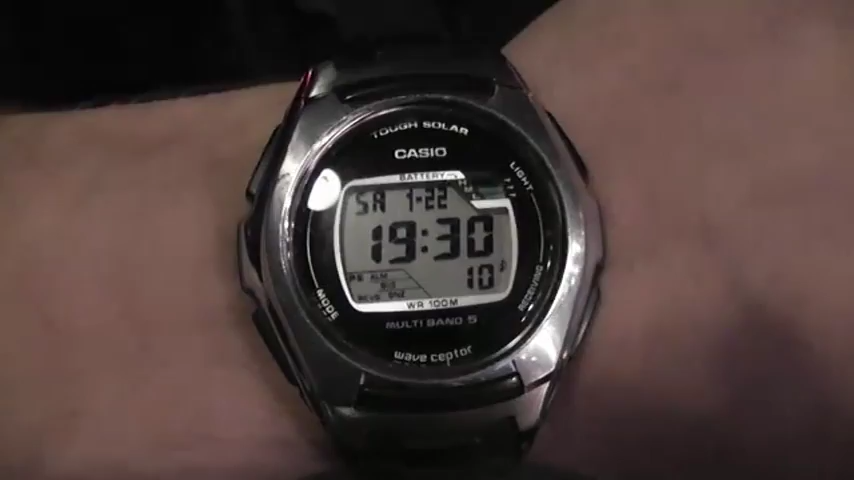 TOUGH SOLAR
CASIO
BATTERY
LIGHT
SA 1-22
19:30
10
ALM
MODE
RECEIVING
WR 100M
MULTI BAND 5
wave ceptor